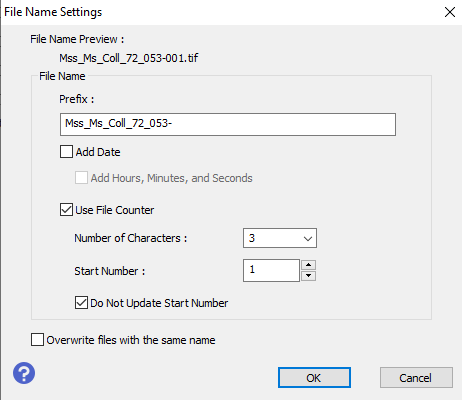 File Name Settings
File Name Preview :
Mss_Ms_Coll_72_053-001.tif
File Name
Prefix :
Mss_Ms_Coll_72_053-
Add Date
Add Hours, Minutes, and Seconds
Use File Counter
Number of Characters : 3
Start Number : 1
Do Not Update Start Number
Overwrite files with the same name
? OK Cancel